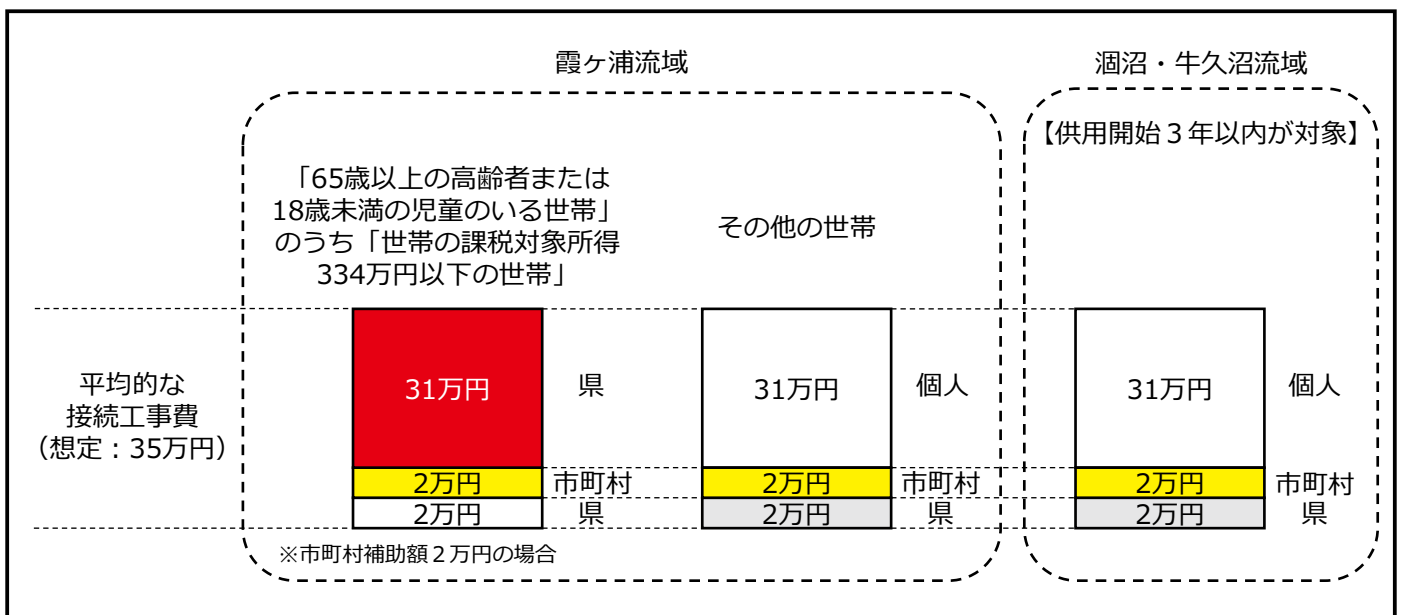 霞ヶ浦流域
涸沼・牛久沼流域
【供用開始３年以内が対象】
「65歳以上の高齢者または
18歳未満の児童のいる世帯」
のうち「世帯の課税対象所得
334万円以下の世帯」
その他の世帯
平均的な
接続工事費
（想定：35万円）
31万円
県
31万円
個人
31万円
個人
2万円
市町村
2万円
市町村
2万円
市町村
2万円
県
2万円
県
2万円
県
※市町村補助額２万円の場合